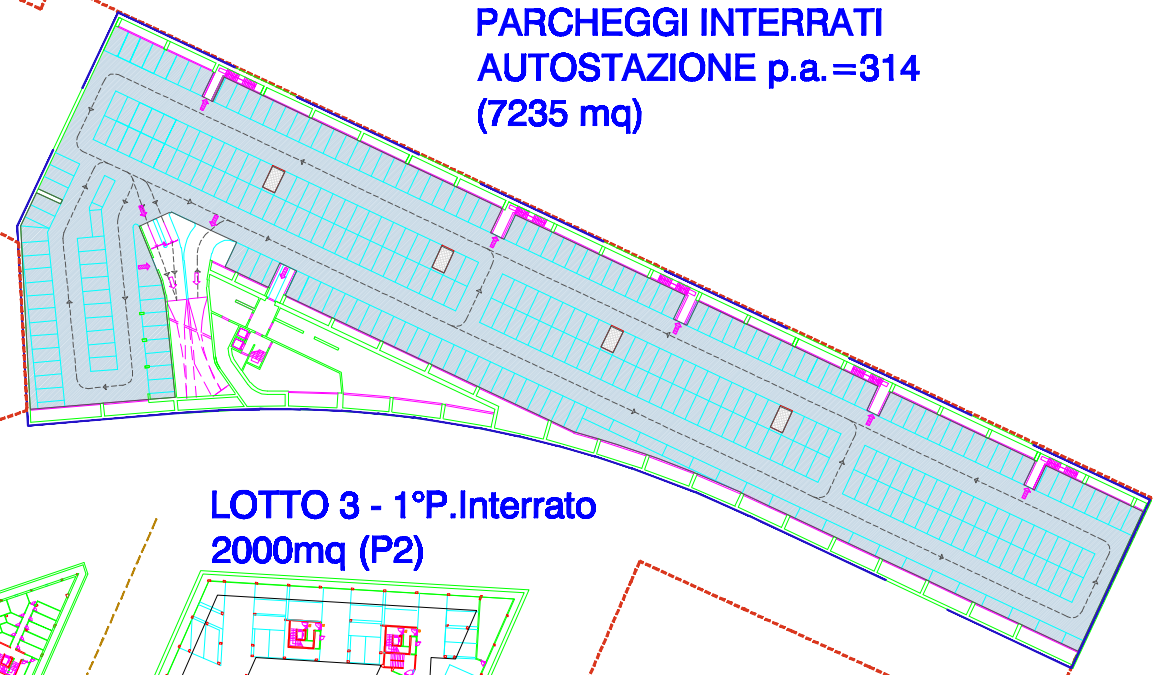 PARCHEGGI INTERRATI
AUTOSTAZIONE p.a.=314
(7235 mq)
LOTTO 3 - 1°P.Interrato
2000mq (P2)